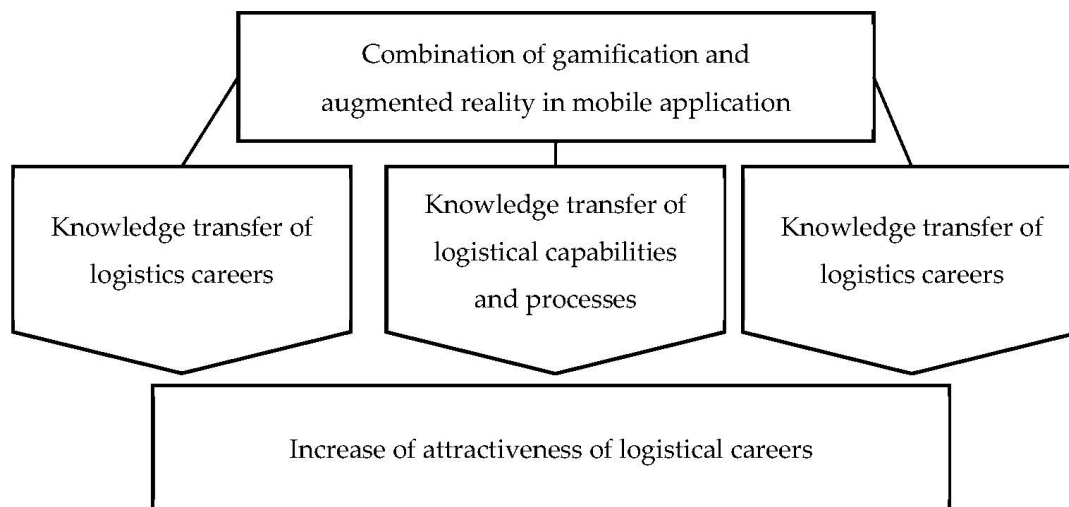 Combination of gamification and
augmented reality in mobile application
Knowledge transfer of
logistics careers
Knowledge transfer of
logistical capabilities
and processes
Knowledge transfer of
logistics careers
Increase of attractiveness of logistical careers